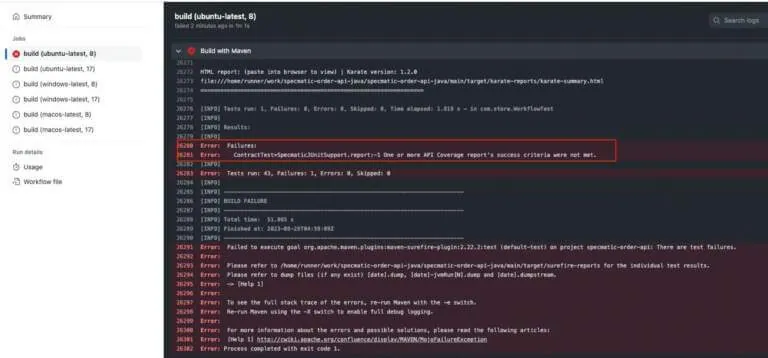 Summary
Jobs
build (ubuntu-latest, 8)
build (ubuntu-latest, 17)
build (windows-latest, 8)
build (windows-latest, 17)
build (macos-latest, 8)
build (macos-latest, 17)
Run details
Usage
Workflow file
build (ubuntu-latest, 8)
failed 2 minutes ago in 1m 1s
Search logs
Build with Maven
26271
26272 HTML report: (paste into browser to view) | Karate version: 1.2.0
26273 file:///home/runner/work/specmatic-order-api-java/specmatic-order-api-java/main/target/karate-reports/karate-summary.html
26274 ===================================================================
26275
26276 [INFO] Tests run: 1, Failures: 0, Errors: 0, Skipped: 0, Time elapsed: 1.818 s - in com.store.WorkflowTest
26277 [INFO]
26278 [INFO] Results:
26279 [INFO]
26280 Error:  Failures:
26281 Error:    ContractTest>SpecmaticJUnitSupport.report:-1 One or more API Coverage report's success criteria were not met.
26282 [INFO]
26283 Error:  Tests run: 43, Failures: 1, Errors: 0, Skipped: 0
26284 [INFO]
26285 [INFO]
26286 [INFO] ------------------------------------------------------------------------
26287 [INFO] BUILD FAILURE
26288 [INFO] ------------------------------------------------------------------------
26289 [INFO] Total time:  51.065 s
26290 [INFO] Finished at:
26291 Error:  Failed to execute goal org.apache.maven.plugins:maven-surefire-plugin:2.22.2:test (default-test) on project specmatic-order-api: There are test failures.
26292 Error:
26293 Error:  Please refer to /home/runner/work/specmatic-order-api-java/specmatic-order-api-java/main/target/surefire-reports for the individual test results.
26294 Error:  Please refer to dump files (if any exist) [date].dump, [date]-jvmRun[N].dump and [date].dumpstream.
26295 Error:  -> [Help 1]
26296 Error:
26297 Error:  To see the full stack trace of the errors, re-run Maven with the -e switch.
26298 Error:  Re-run Maven using the -X switch to enable full debug logging.
26299 Error:
26300 Error:  For more information about the errors and possible solutions, please read the following articles:
26301 Error:  [Help 1] http://cwiki.apache.org/confluence/display/MAVEN/MojoFailureException
26302 Error: Process completed with exit code 1.